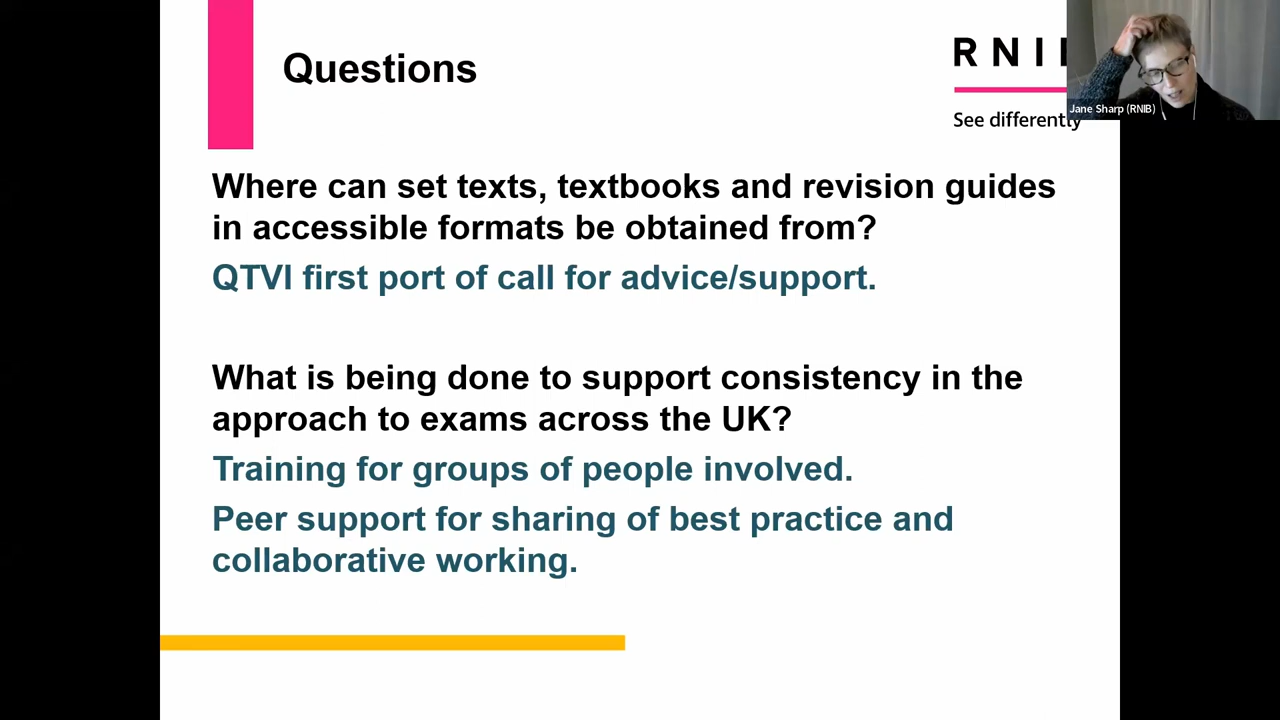 Questions
RNI
See differently
Jane Sharp (RNIB)
Where can set texts, textbooks and revision guides
in accessible formats be obtained from?
QTVI first port of call for advice/support.
What is being done to support consistency in the
approach to exams across the UK?
Training for groups of people involved.
Peer support for sharing of best practice and
collaborative working.